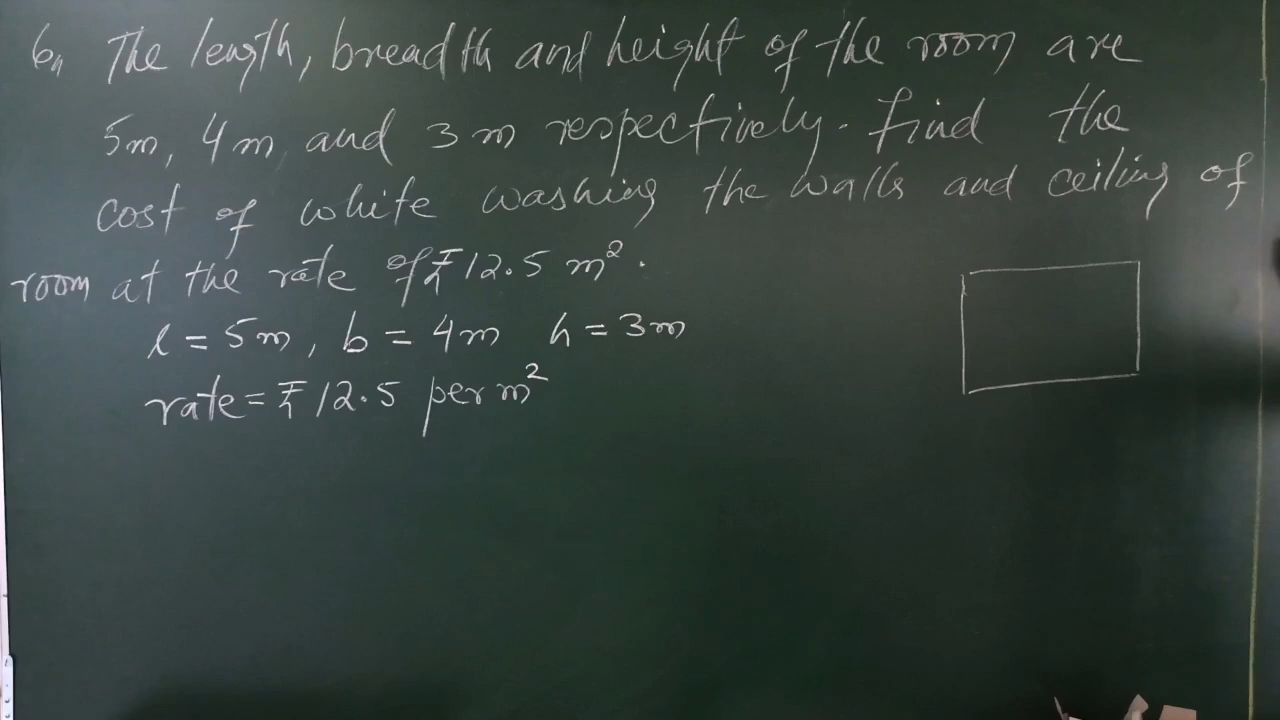 6, The length, breadth and height of the room are
5m, 4m and 3m respectively. Find the
cost of white washing the walls and ceiling of
room at the rate of ₹12.5 m².
l = 5m, b = 4m h = 3m
rate = ₹12.5 per m²